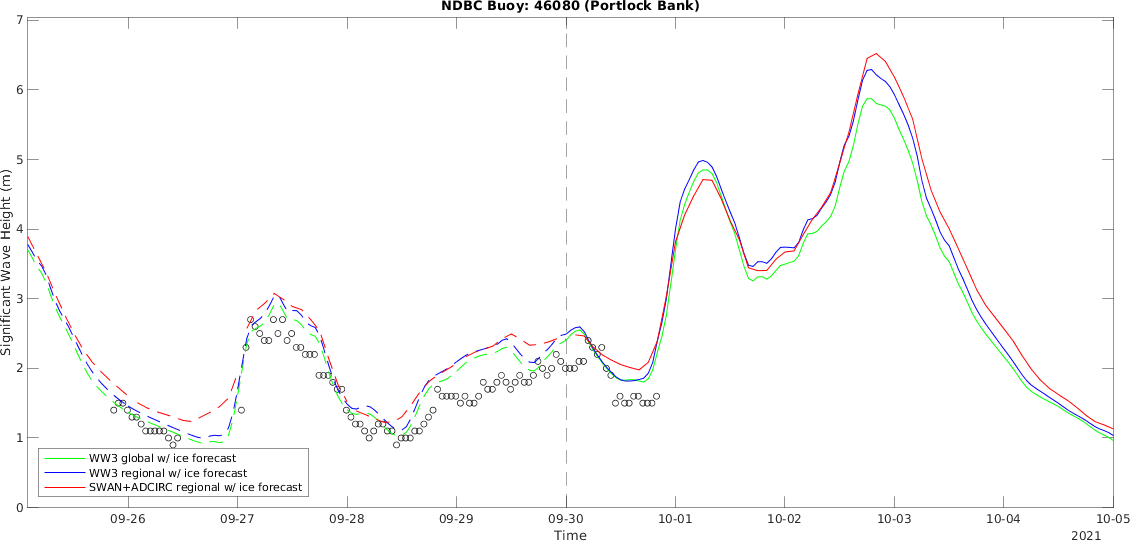 NDBC Buoy: 46080 (Portlock Bank)
7
6
5
4
3
2
1
0
Significant Wave Height (m)
WW3 global w/ ice forecast
WW3 regional w/ ice forecast
SWAN+ADCIRC regional w/ ice forecast
09-26 09-27 09-28 09-29 09-30 10-01 10-02 10-03 10-04 10-05
Time
2021